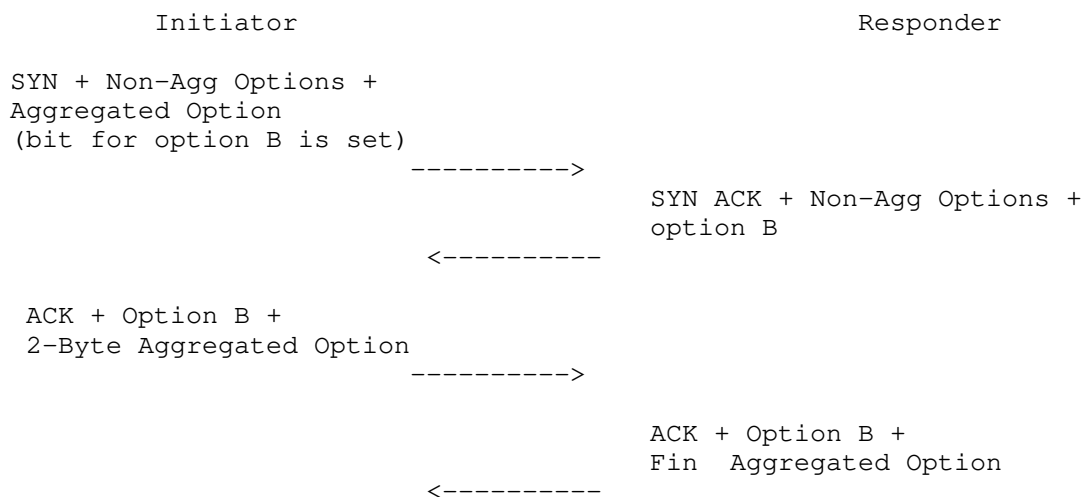 Initiator Responder
SYN + Non-Agg Options +
Aggregated Option
(bit for option B is set)
---------->
SYN ACK + Non-Agg Options +
option B
<----------
ACK + Option B +
2-Byte Aggregated Option
---------->
ACK + Option B +
Fin Aggregated Option
<----------